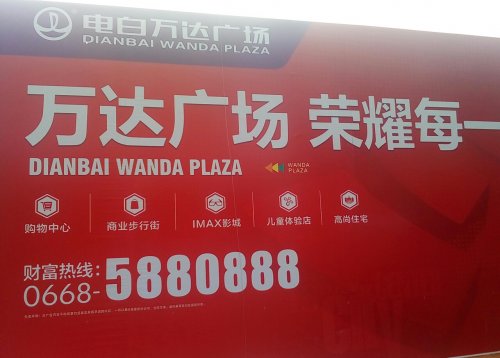 电白万达广场
DIANBAI WANDA PLAZA
万达广场 荣耀每一
DIANBAI WANDA PLAZA
WANDA
PLAZA
购物中心 商业步行街 IMAX影城 儿童体验店 高尚住宅
财富热线:
0668-5880888